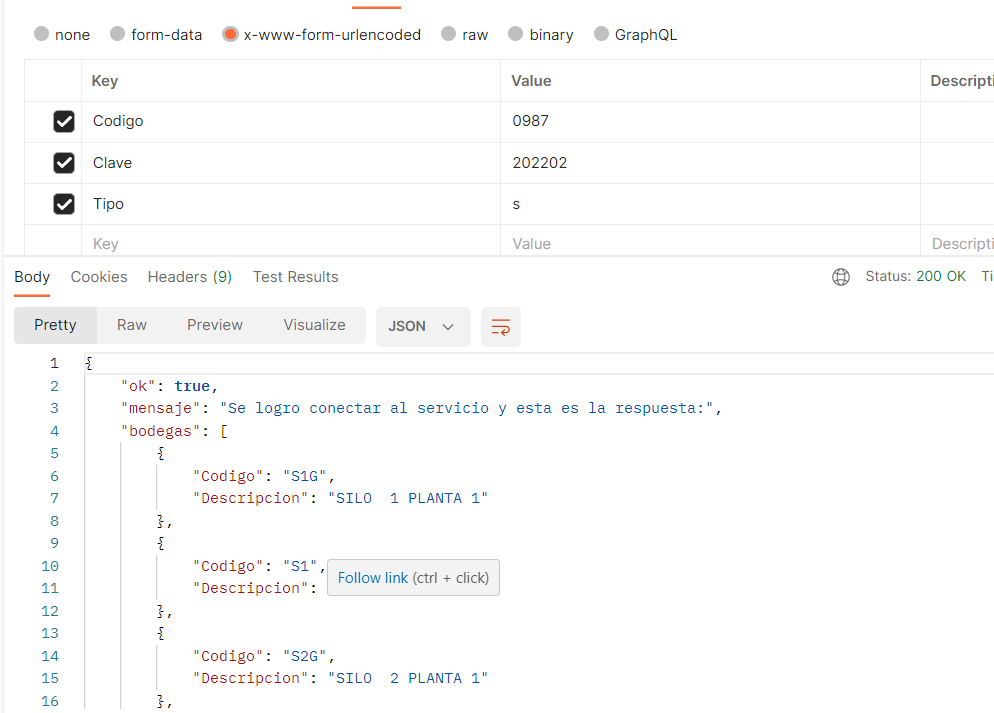 none form-data x-www-form-urlencoded raw binary GraphQL
Key Value Descripti
Codigo 0987
Clave 202202
Tipo s
Key Value Descripti
Body Cookies Headers (9) Test Results Status: 200 OK Ti
Pretty Raw Preview Visualize JSON
1 {
2 "ok": true,
3 "mensaje": "Se logro conectar al servicio y esta es la respuesta:",
4 "bodegas": [
5 {
6 "Codigo": "S1G",
7 "Descripcion": "SILO  1 PLANTA 1"
8 },
9 {
10 "Codigo": "S1", Follow link (ctrl + click)
11 "Descripcion":
12 },
13 {
14 "Codigo": "S2G",
15 "Descripcion": "SILO  2 PLANTA 1"
16 },